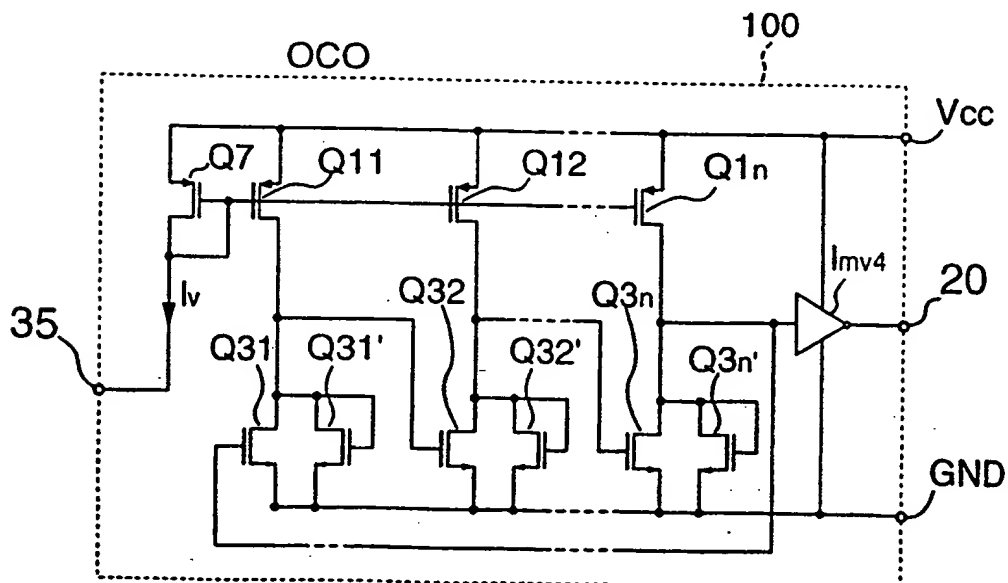 100
OCO
Vcc
Q7
Q11
Q12
Q1n
Imv4
Iv
20
35
Q31
Q31'
Q32
Q32'
Q3n
Q3n'
GND